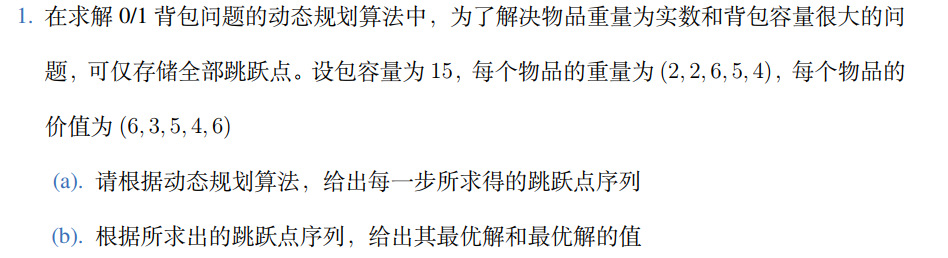 1. 在求解 0/1 背包问题的动态规划算法中，为了解决物品重量为实数和背包容量很大的问
题，可仅存储全部跳跃点。设包容量为 15，每个物品的重量为 (2, 2, 6, 5, 4)，每个物品的
价值为 (6, 3, 5, 4, 6)
(a). 请根据动态规划算法，给出每一步所求得的跳跃点序列
(b). 根据所求出的跳跃点序列，给出其最优解和最优解的值